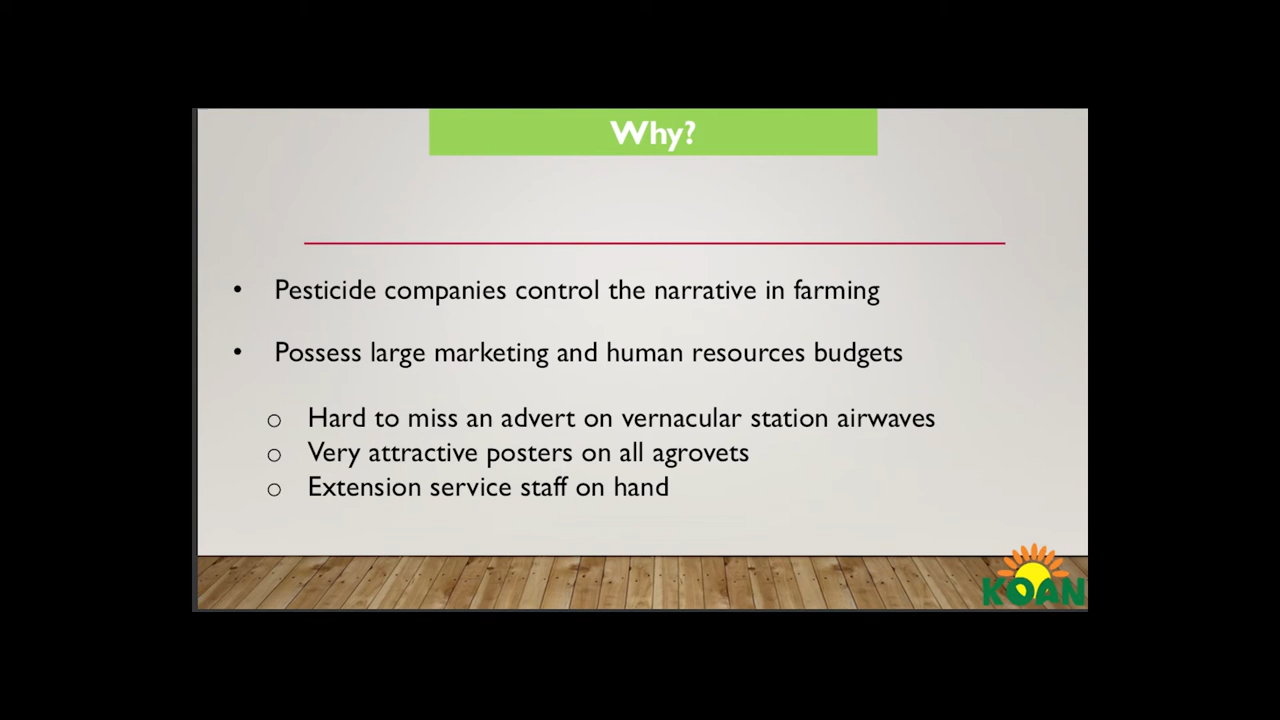 Why?
• Pesticide companies control the narrative in farming
• Possess large marketing and human resources budgets
o Hard to miss an advert on vernacular station airwaves
o Very attractive posters on all agrovets
o Extension service staff on hand
KOAN